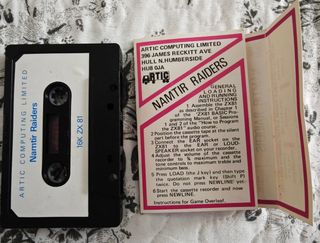 ARTIC COMPUTING LIMITED
Namtir Raiders
16K ZX 81
ARTIC COMPUTING LIMITED
396 JAMES RECKITT AVE
HULL N.HUMBERSIDE
HU8 0JA
ARTIC
NAMTIR RAIDERS
GENERAL
LOADING
AND RUNNING
INSTRUCTIONS
1 Assemble the ZX81
as described in Chapter 1
of the "ZX81 BASIC Pro-
gramming Manual, or Sessions
1 and 2 of the "How to Program
the ZX81" audio course.
2 Position the cassette tape at the silent
part before the program.
3 Connect the EAR socket on the
ZX81 to the EAR or LOUD-
SPEAKER socket on your recorder.
4 Adjust the volume of the cassette
recorder to ¾ maximum and the
tone controls to maximum treble and
minimum bass.
5 Press LOAD (the J key) and then type
the quotation mark key (Shift P)
twice. Do not press NEWLINE yet.
6 Start the cassette recorder and now
press NEWLINE.
Instructions for Game Overleaf.